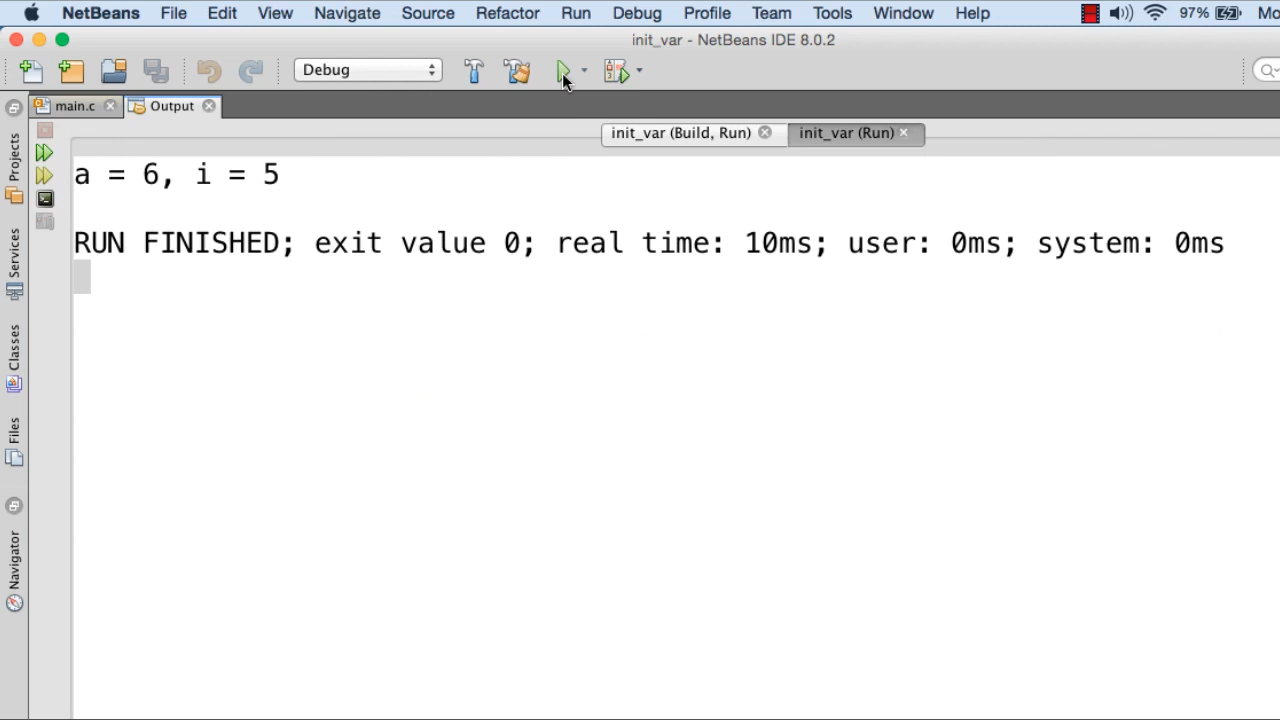 NetBeans File Edit View Navigate Source Refactor Run Debug Profile Team Tools Window Help 97% Mo
init_var - NetBeans IDE 8.0.2
Debug
main.c Output
init_var (Build, Run) init_var (Run)
a = 6, i = 5
RUN FINISHED; exit value 0; real time: 10ms; user: 0ms; system: 0ms
Projects
Services
Classes
Files
Navigator